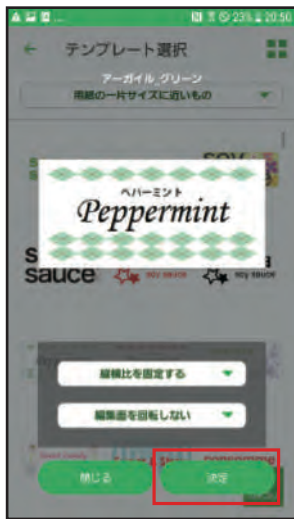 23% 20:50
テンプレート選択
アーガイル_グリーン
用紙の一片サイズに近いもの
soy
ペパーミント
Peppermint
sauce
soy sauce
soy sauce
縦横比を固定する
編集面を回転しない
閉じる
決定